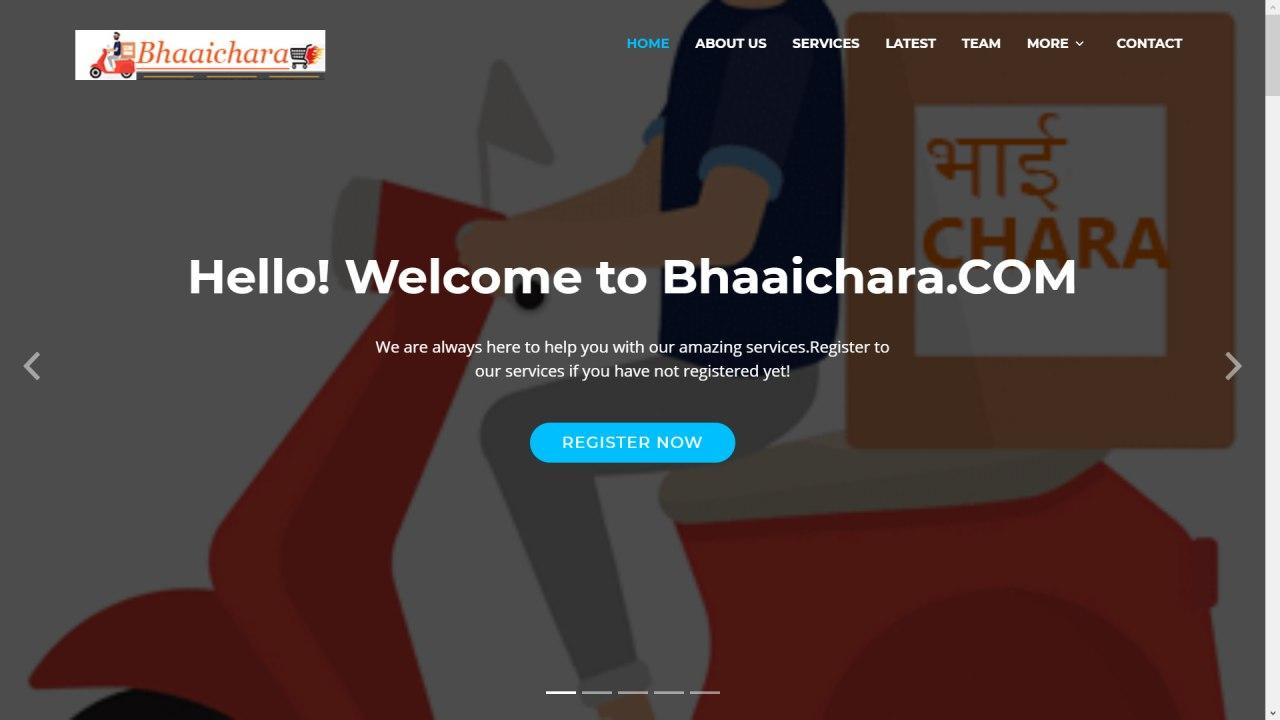 Bhaaichara
HOME ABOUT US SERVICES LATEST TEAM MORE CONTACT
भाई
CHARA
Hello! Welcome to Bhaaichara.COM
We are always here to help you with our amazing services.Register to
our services if you have not registered yet!
REGISTER NOW